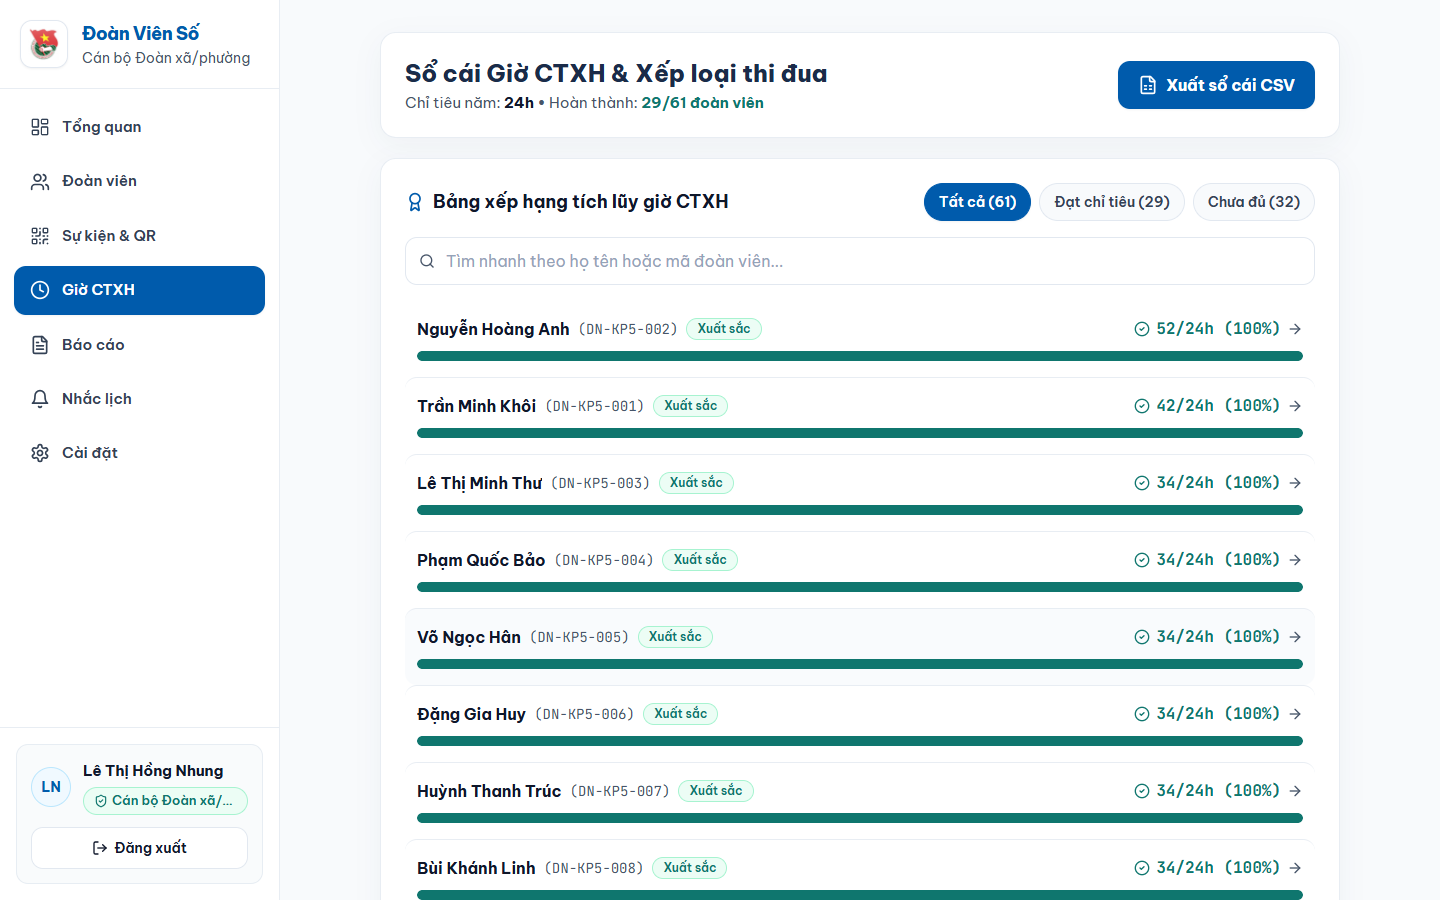 Đoàn Viên Số
Cán bộ Đoàn xã/phường
Tổng quan
Đoàn viên
Sự kiện & QR
Giờ CTXH
Báo cáo
Nhắc lịch
Cài đặt
LN
Lê Thị Hồng Nhung
Cán bộ Đoàn xã/...
Đăng xuất
Sổ cái Giờ CTXH & Xếp loại thi đua
Chỉ tiêu năm: 24h • Hoàn thành: 29/61 đoàn viên
Xuất sổ cái CSV
Bảng xếp hạng tích lũy giờ CTXH
Tất cả (61)
Đạt chỉ tiêu (29)
Chưa đủ (32)
Tìm nhanh theo họ tên hoặc mã đoàn viên...
Nguyễn Hoàng Anh (DN-KP5-002) Xuất sắc 52/24h (100%)
Trần Minh Khôi (DN-KP5-001) Xuất sắc 42/24h (100%)
Lê Thị Minh Thư (DN-KP5-003) Xuất sắc 34/24h (100%)
Phạm Quốc Bảo (DN-KP5-004) Xuất sắc 34/24h (100%)
Võ Ngọc Hân (DN-KP5-005) Xuất sắc 34/24h (100%)
Đặng Gia Huy (DN-KP5-006) Xuất sắc 34/24h (100%)
Huỳnh Thanh Trúc (DN-KP5-007) Xuất sắc 34/24h (100%)
Bùi Khánh Linh (DN-KP5-008) Xuất sắc 34/24h (100%)